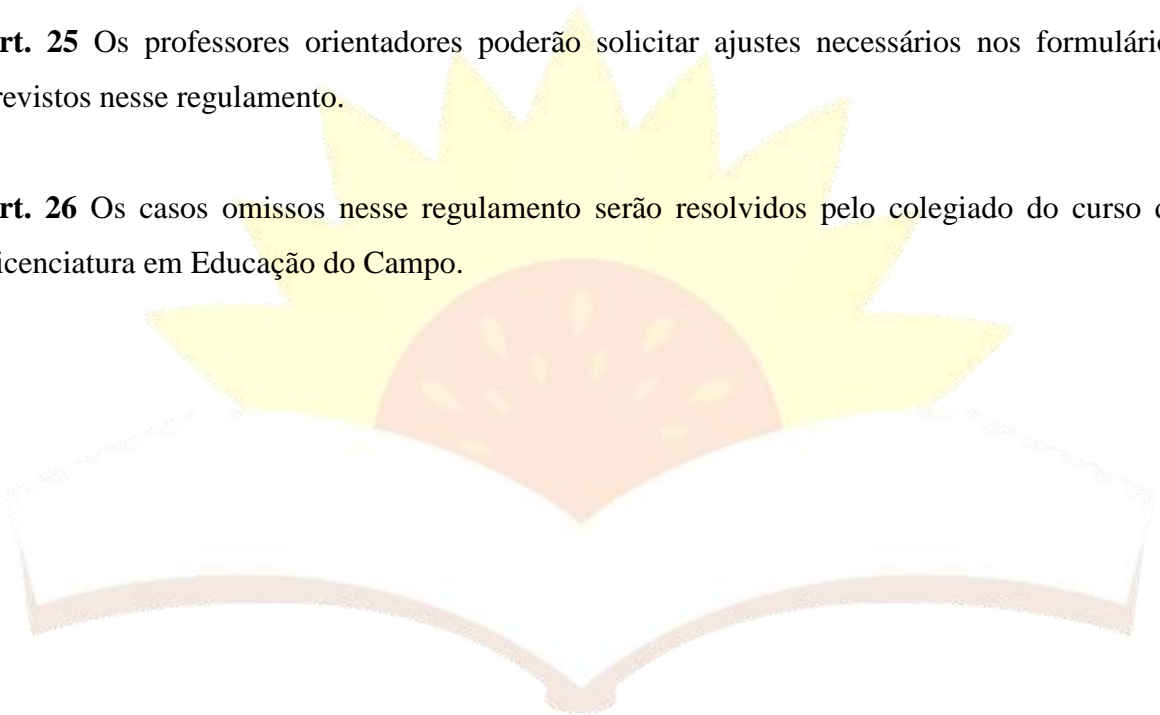 rt. 25 Os professores orientadores poderão solicitar ajustes necessários nos formulário
revistos nesse regulamento.
rt. 26 Os casos omissos nesse regulamento serão resolvidos pelo colegiado do curso d
icenciatura em Educação do Campo.